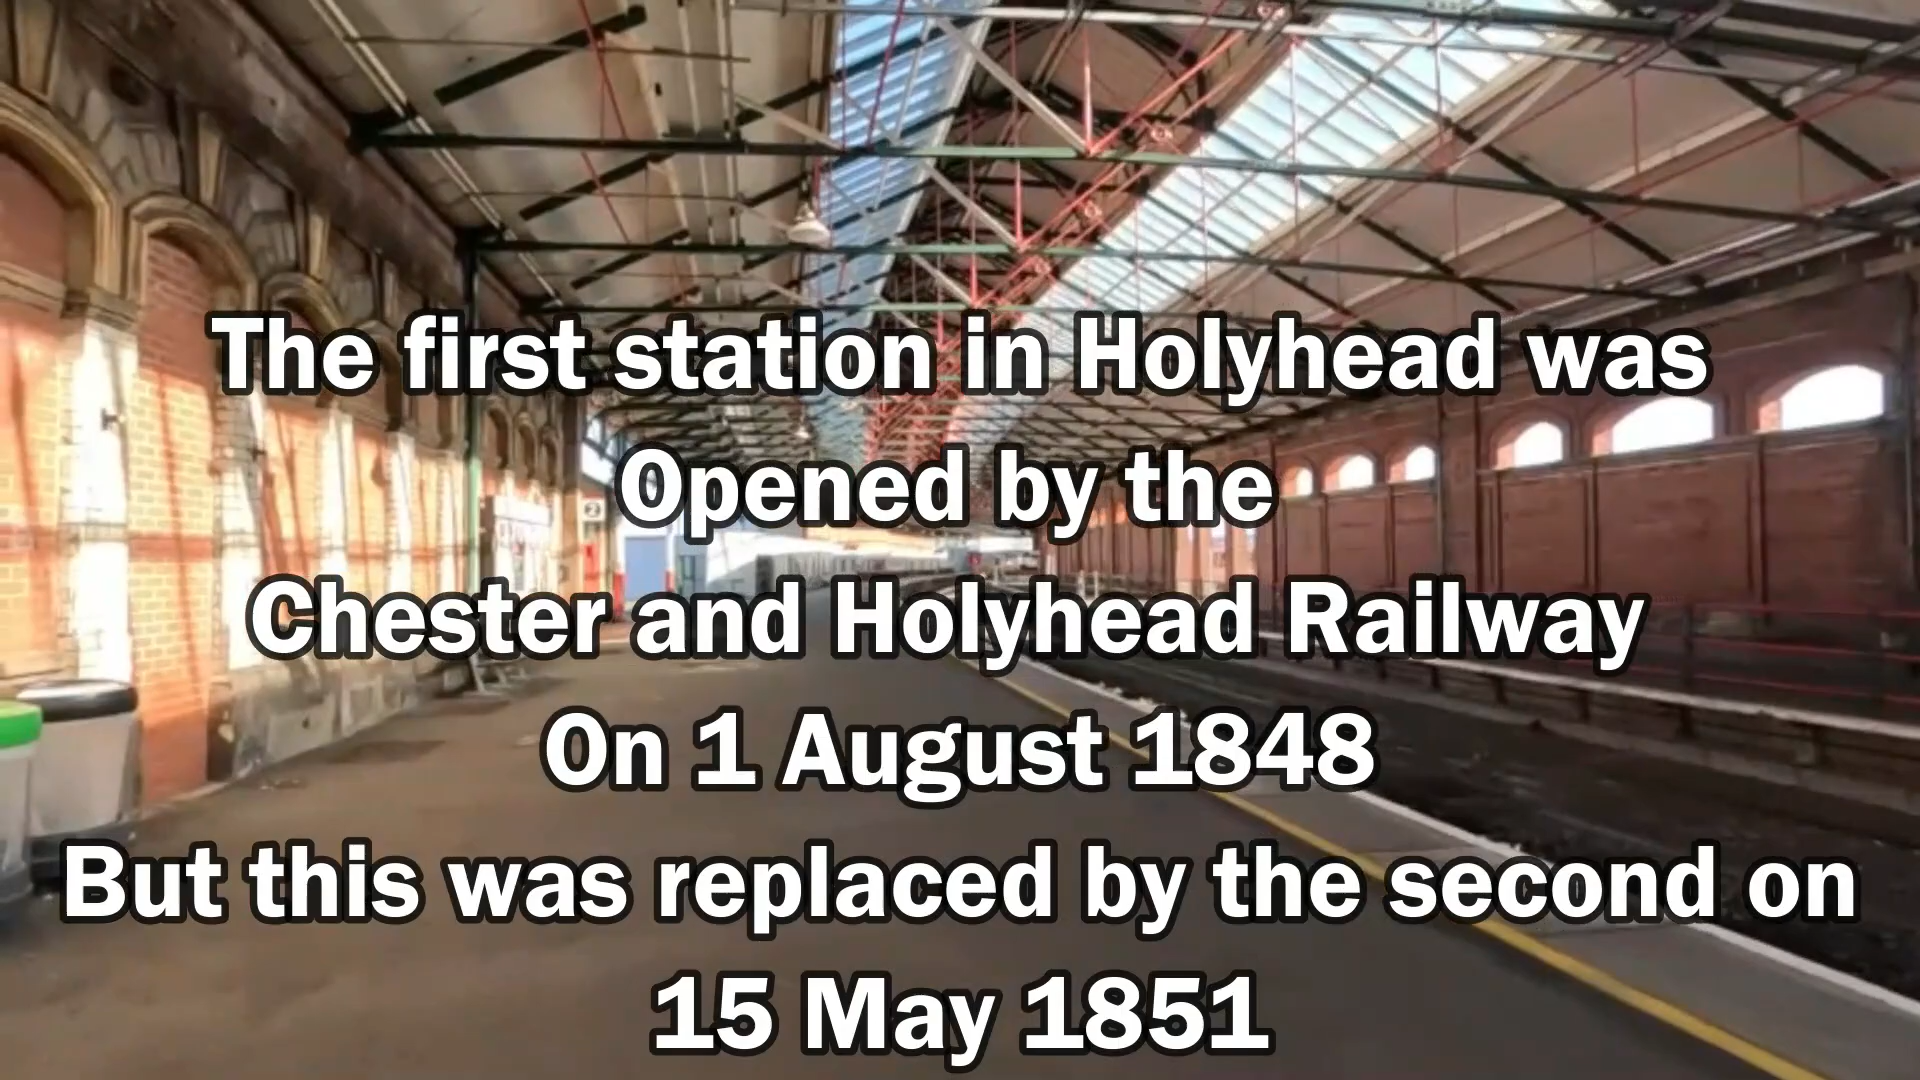 The first station in Holyhead was
Opened by the
Chester and Holyhead Railway
On 1 August 1848
But this was replaced by the second on
15 May 1851
2